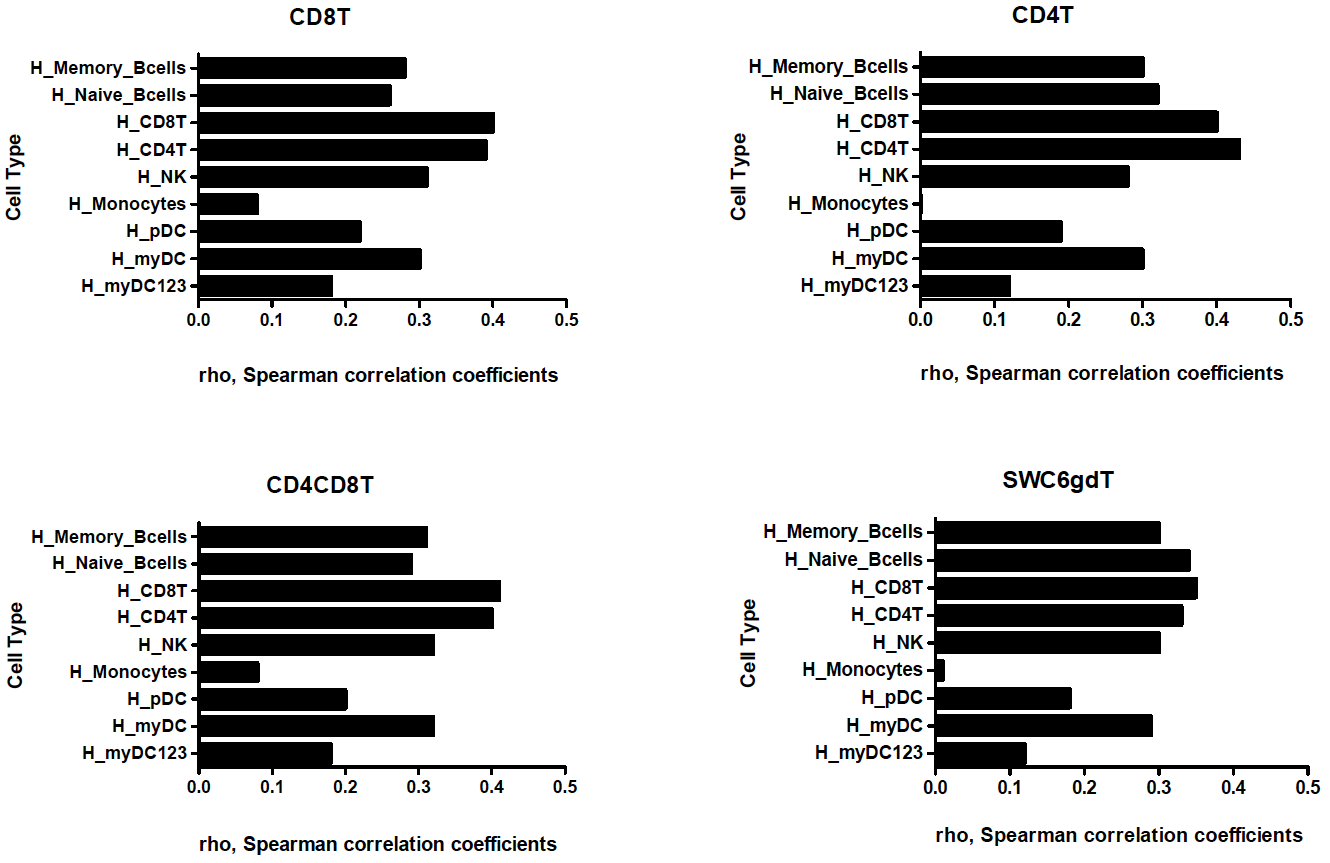 CD8T
H_Memory_Bcells
H_Naive_Bcells
H_CD8T
H_CD4T
H_NK
H_Monocytes
H_pDC
H_myDC
H_myDC123
Cell Type
0.0 0.1 0.2 0.3 0.4 0.5
rho, Spearman correlation coefficients
CD4T
H_Memory_Bcells
H_Naive_Bcells
H_CD8T
H_CD4T
H_NK
H_Monocytes
H_pDC
H_myDC
H_myDC123
Cell Type
0.0 0.1 0.2 0.3 0.4 0.5
rho, Spearman correlation coefficients
CD4CD8T
H_Memory_Bcells
H_Naive_Bcells
H_CD8T
H_CD4T
H_NK
H_Monocytes
H_pDC
H_myDC
H_myDC123
Cell Type
0.0 0.1 0.2 0.3 0.4 0.5
rho, Spearman correlation coefficients
SWC6gdT
H_Memory_Bcells
H_Naive_Bcells
H_CD8T
H_CD4T
H_NK
H_Monocytes
H_pDC
H_myDC
H_myDC123
Cell Type
0.0 0.1 0.2 0.3 0.4 0.5
rho, Spearman correlation coefficients